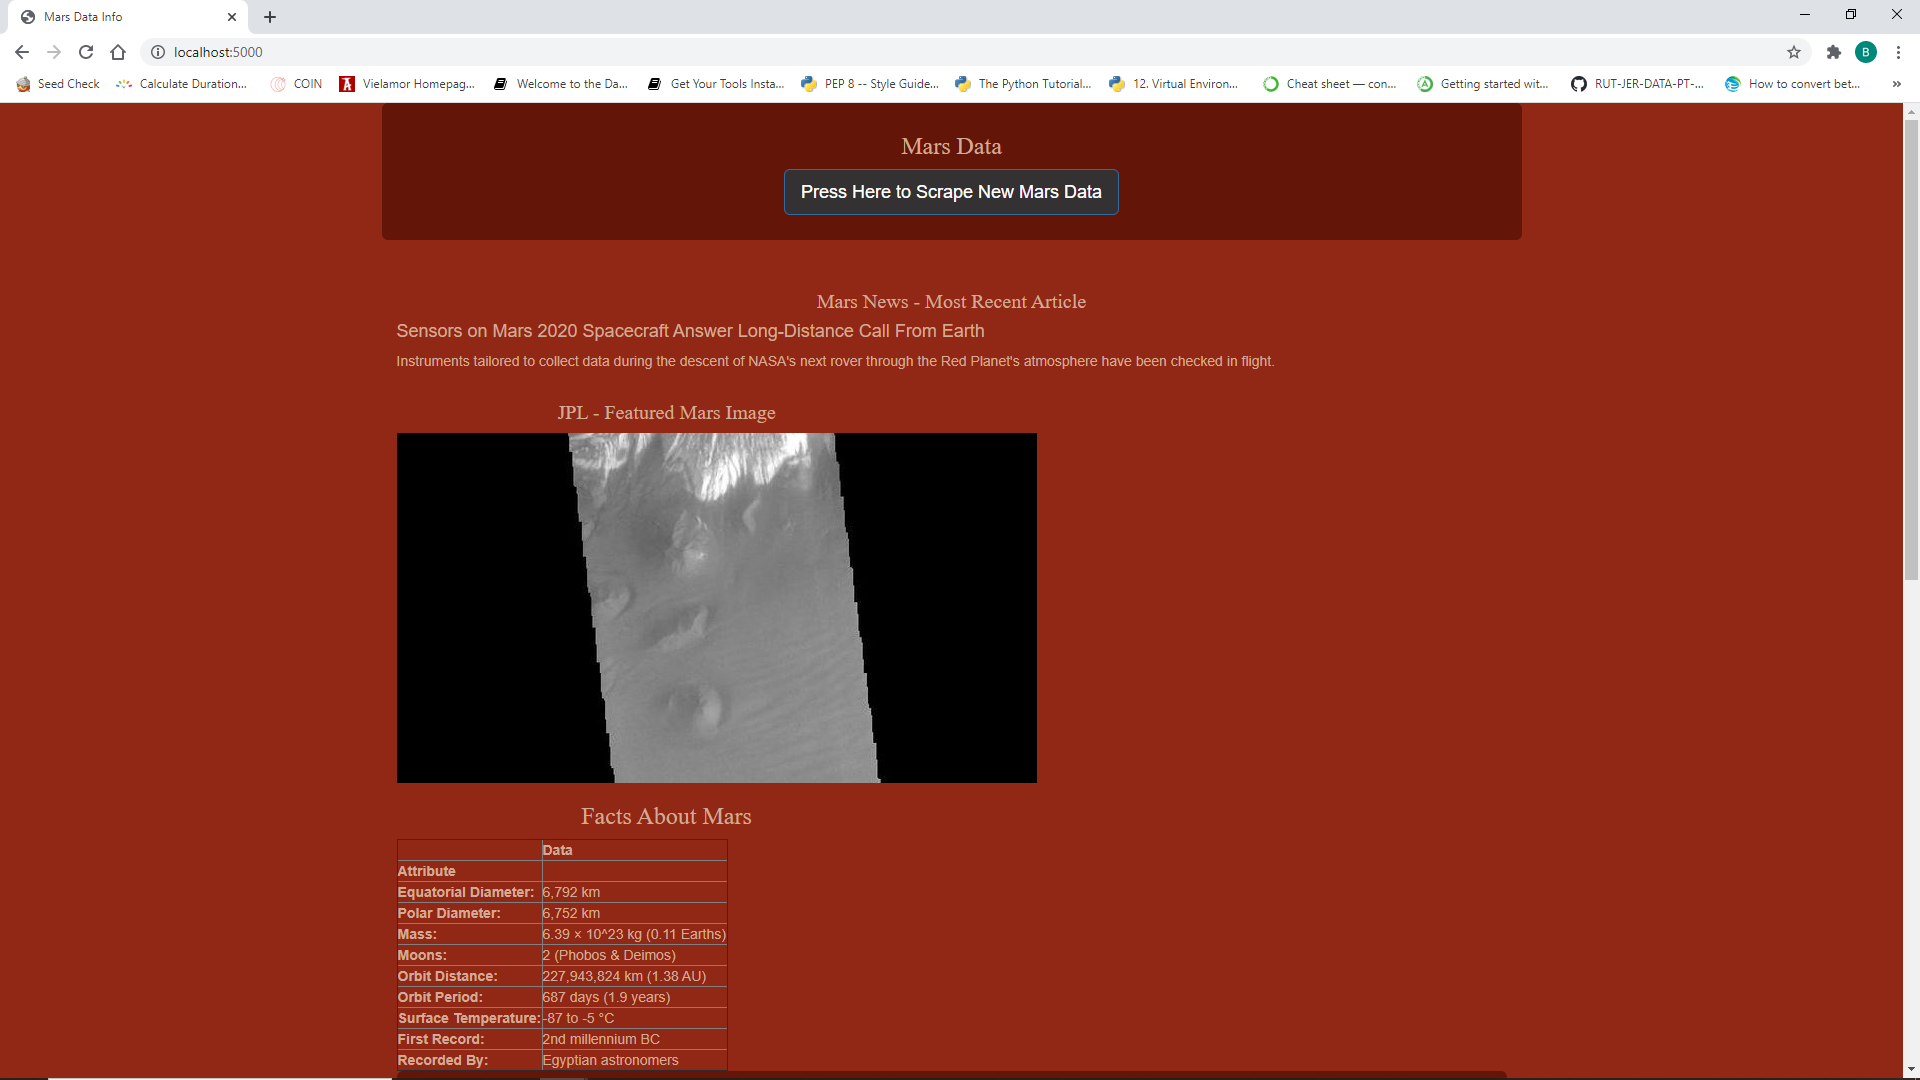 Mars Data Info
localhost:5000
B
Seed Check
Calculate Duration...
COIN
Vielamor Homepag...
Welcome to the Da...
Get Your Tools Insta...
PEP 8 -- Style Guide...
The Python Tutorial...
12. Virtual Environ...
Cheat sheet — con...
Getting started wit...
RUT-JER-DATA-PT-...
How to convert bet...
»
Mars Data
Press Here to Scrape New Mars Data
Mars News - Most Recent Article
Sensors on Mars 2020 Spacecraft Answer Long-Distance Call From Earth
Instruments tailored to collect data during the descent of NASA's next rover through the Red Planet's atmosphere have been checked in flight.
JPL - Featured Mars Image
Facts About Mars
Data
Attribute
Equatorial Diameter: 6,792 km
Polar Diameter: 6,752 km
Mass: 6.39 × 10^23 kg (0.11 Earths)
Moons: 2 (Phobos & Deimos)
Orbit Distance: 227,943,824 km (1.38 AU)
Orbit Period: 687 days (1.9 years)
Surface Temperature: -87 to -5 °C
First Record: 2nd millennium BC
Recorded By: Egyptian astronomers